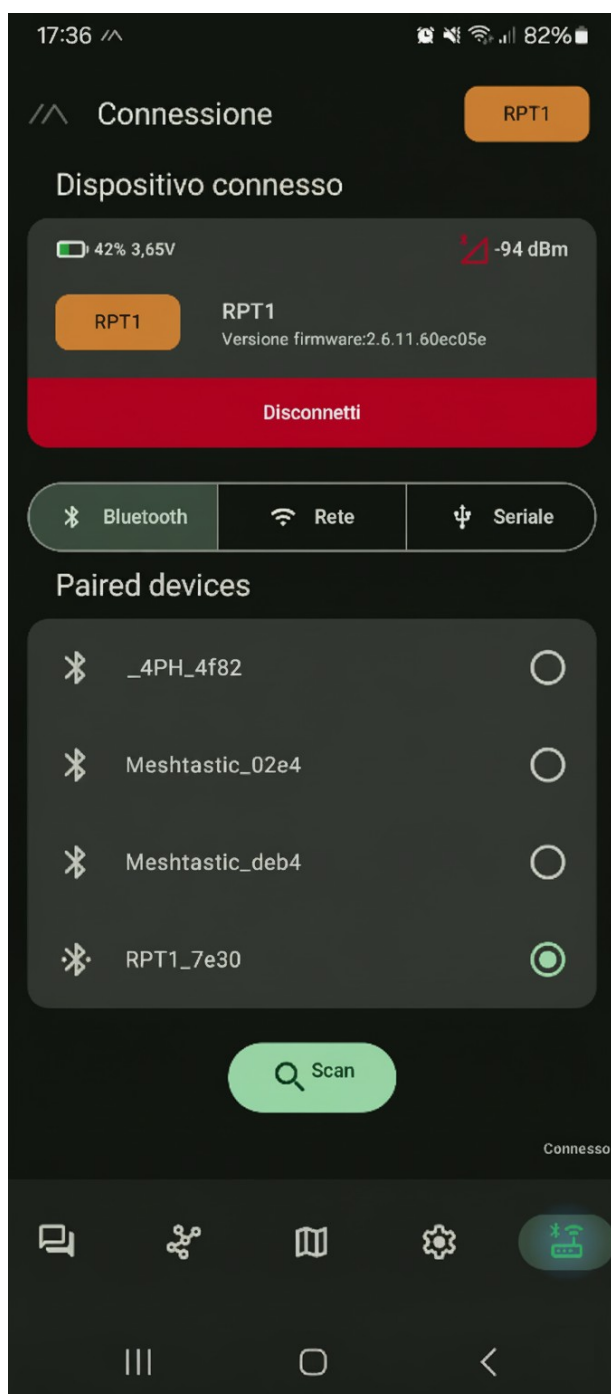 17:36
82%
Connessione
RPT1
Dispositivo connesso
42% 3,65V
-94 dBm
RPT1
RPT1
Versione firmware:2.6.11.60ec05e
Disconnetti
Bluetooth
Rete
Seriale
Paired devices
_4PH_4f82
Meshtastic_02e4
Meshtastic_deb4
RPT1_7e30
Scan
Connesso